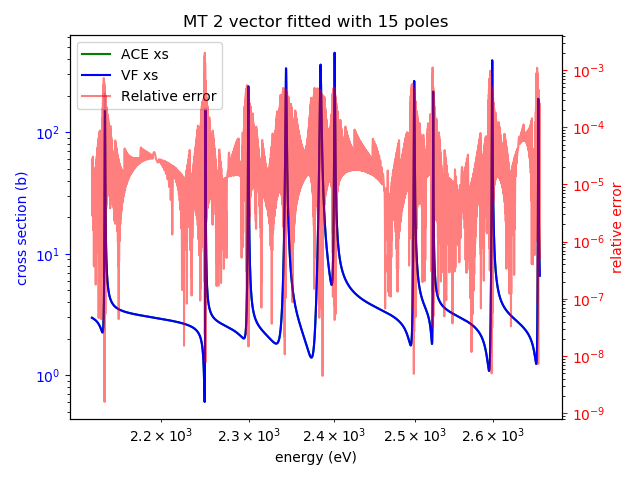 MT 2 vector fitted with 15 poles
ACE xs
VF xs
Relative error
cross section (b)
10²
10¹
10⁰
10⁻³
10⁻⁴
10⁻⁵
10⁻⁶
10⁻⁷
10⁻⁸
10⁻⁹
relative error
2.2 × 10³
2.3 × 10³
2.4 × 10³
2.5 × 10³
2.6 × 10³
energy (eV)